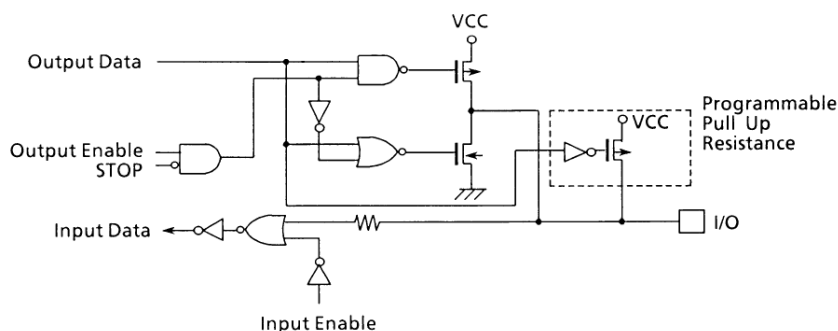 VCC
Output Data
Programmable
Pull Up
Resistance
VCC
Output Enable
STOP
Input Data
I/O
Input Enable